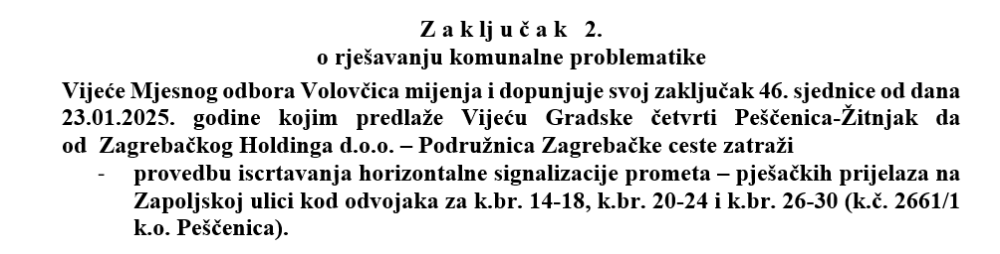 Z a k lj u č a k   2.
o rješavanju komunalne problematike
Vijeće Mjesnog odbora Volovčica mijenja i dopunjuje svoj zaključak 46. sjednice od dana
23.01.2025. godine kojim predlaže Vijeću Gradske četvrti Peščenica-Žitnjak da
od  Zagrebačkog Holdinga d.o.o. – Podružnica Zagrebačke ceste zatraži
- provedbu iscrtavanja horizontalne signalizacije prometa – pješačkih prijelaza na
Zapoljskoj ulici kod odvojaka za k.br. 14-18, k.br. 20-24 i k.br. 26-30 (k.č. 2661/1
k.o. Peščenica).